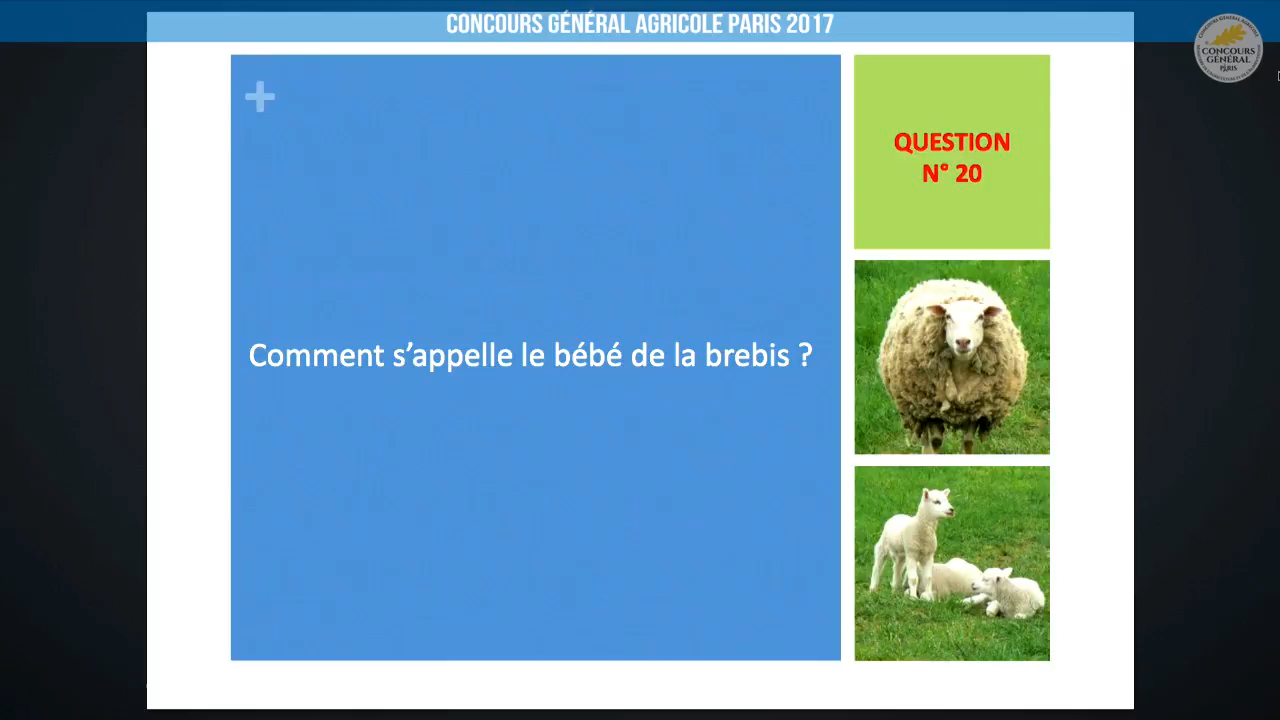 CONCOURS GÉNÉRAL AGRICOLE PARIS 2017
CONCOURS
GÉNÉRAL
PARIS
+
QUESTION
N° 20
Comment s’appelle le bébé de la brebis ?